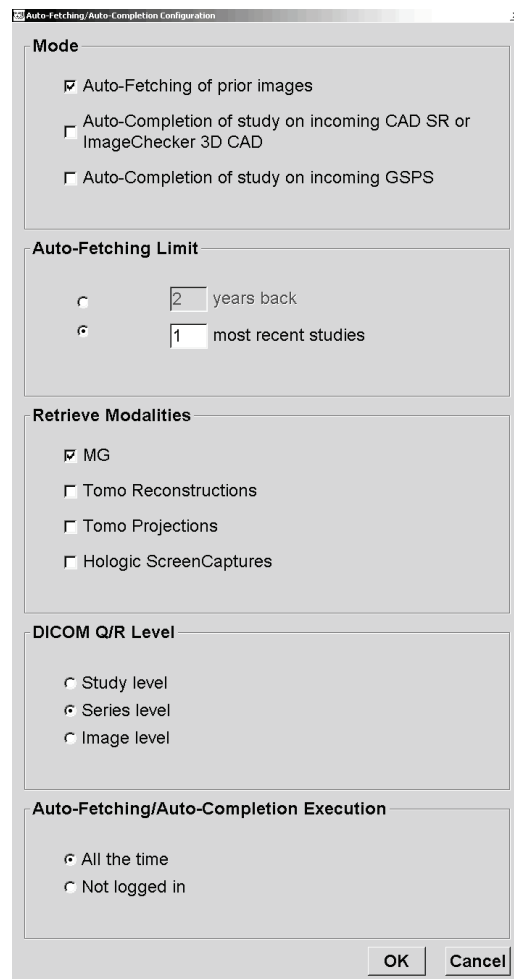 Auto-Fetching/Auto-Completion Configuration
Mode
Auto-Fetching of prior images
Auto-Completion of study on incoming CAD SR or
ImageChecker 3D CAD
Auto-Completion of study on incoming GSPS
Auto-Fetching Limit
2 years back
1 most recent studies
Retrieve Modalities
MG
Tomo Reconstructions
Tomo Projections
Hologic ScreenCaptures
DICOM Q/R Level
Study level
Series level
Image level
Auto-Fetching/Auto-Completion Execution
All the time
Not logged in
OK Cancel